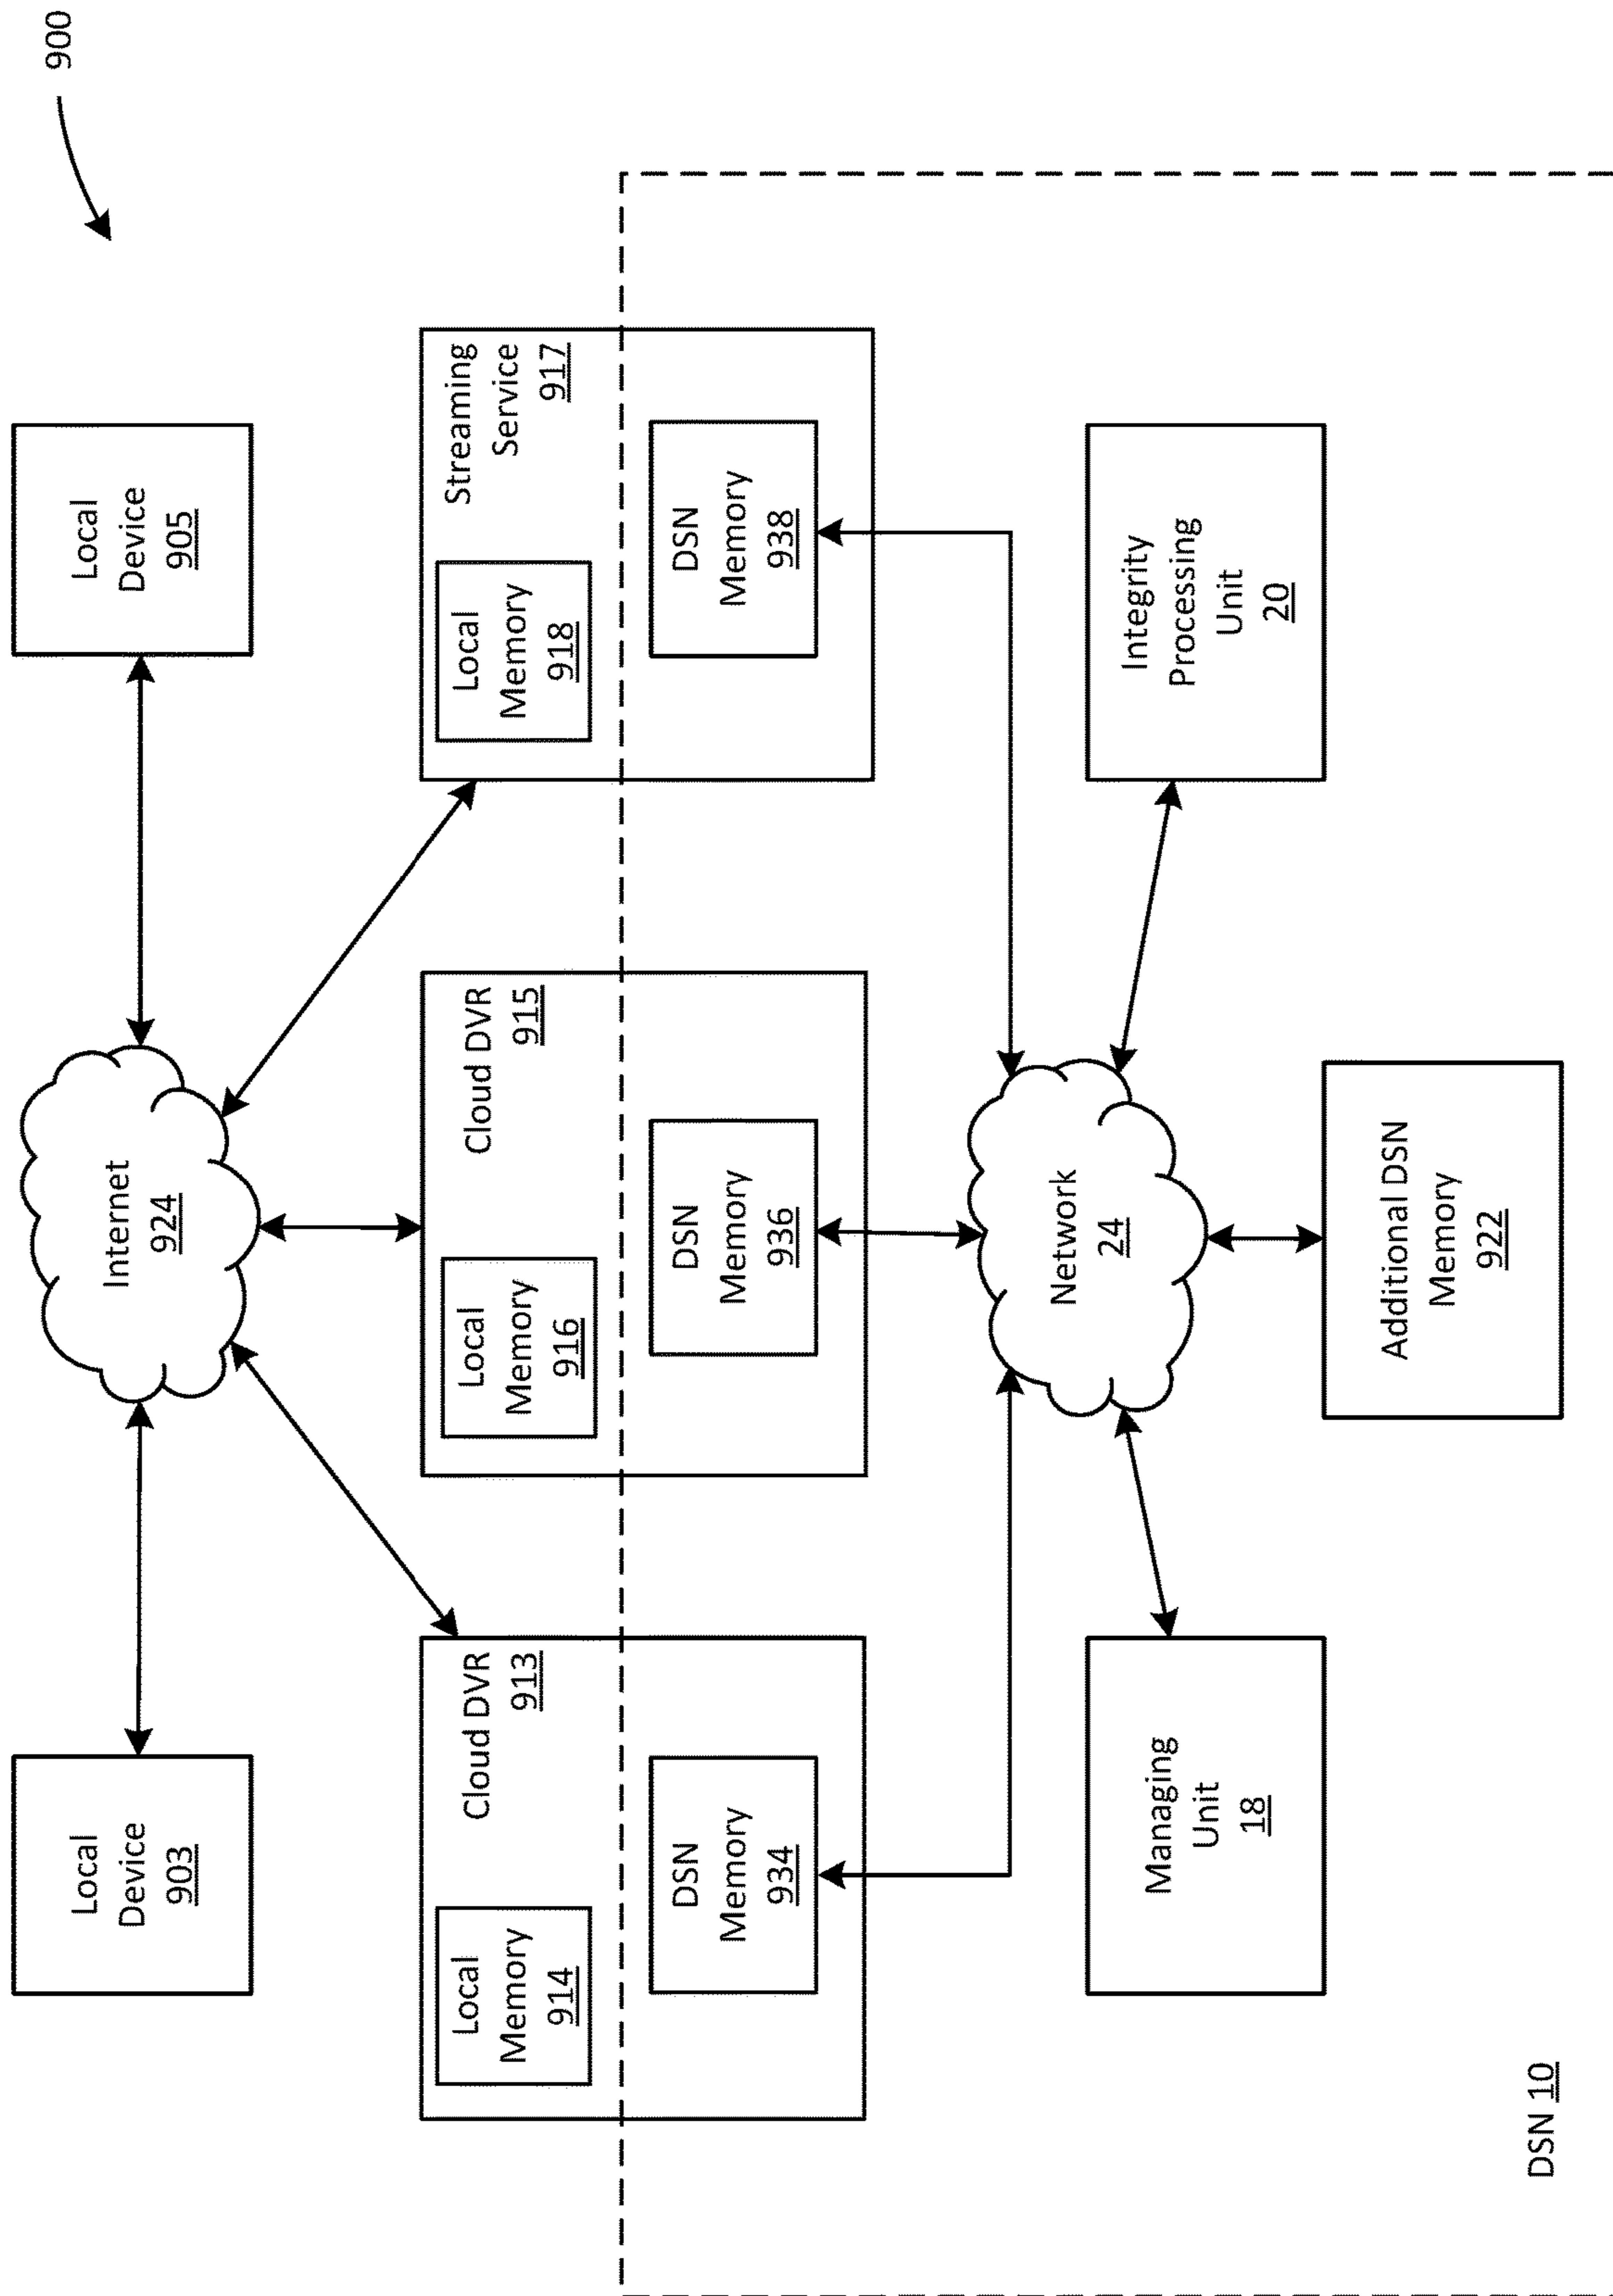 900
Local
Device
903
Internet
924
Local
Device
905
Cloud DVR
913
Local
Memory
914
DSN
Memory
934
Cloud DVR
915
Local
Memory
916
DSN
Memory
936
Streaming
Service
917
Local
Memory
918
DSN
Memory
938
Network
24
Managing
Unit
18
Additional DSN
Memory
922
Integrity
Processing
Unit
20
DSN 10